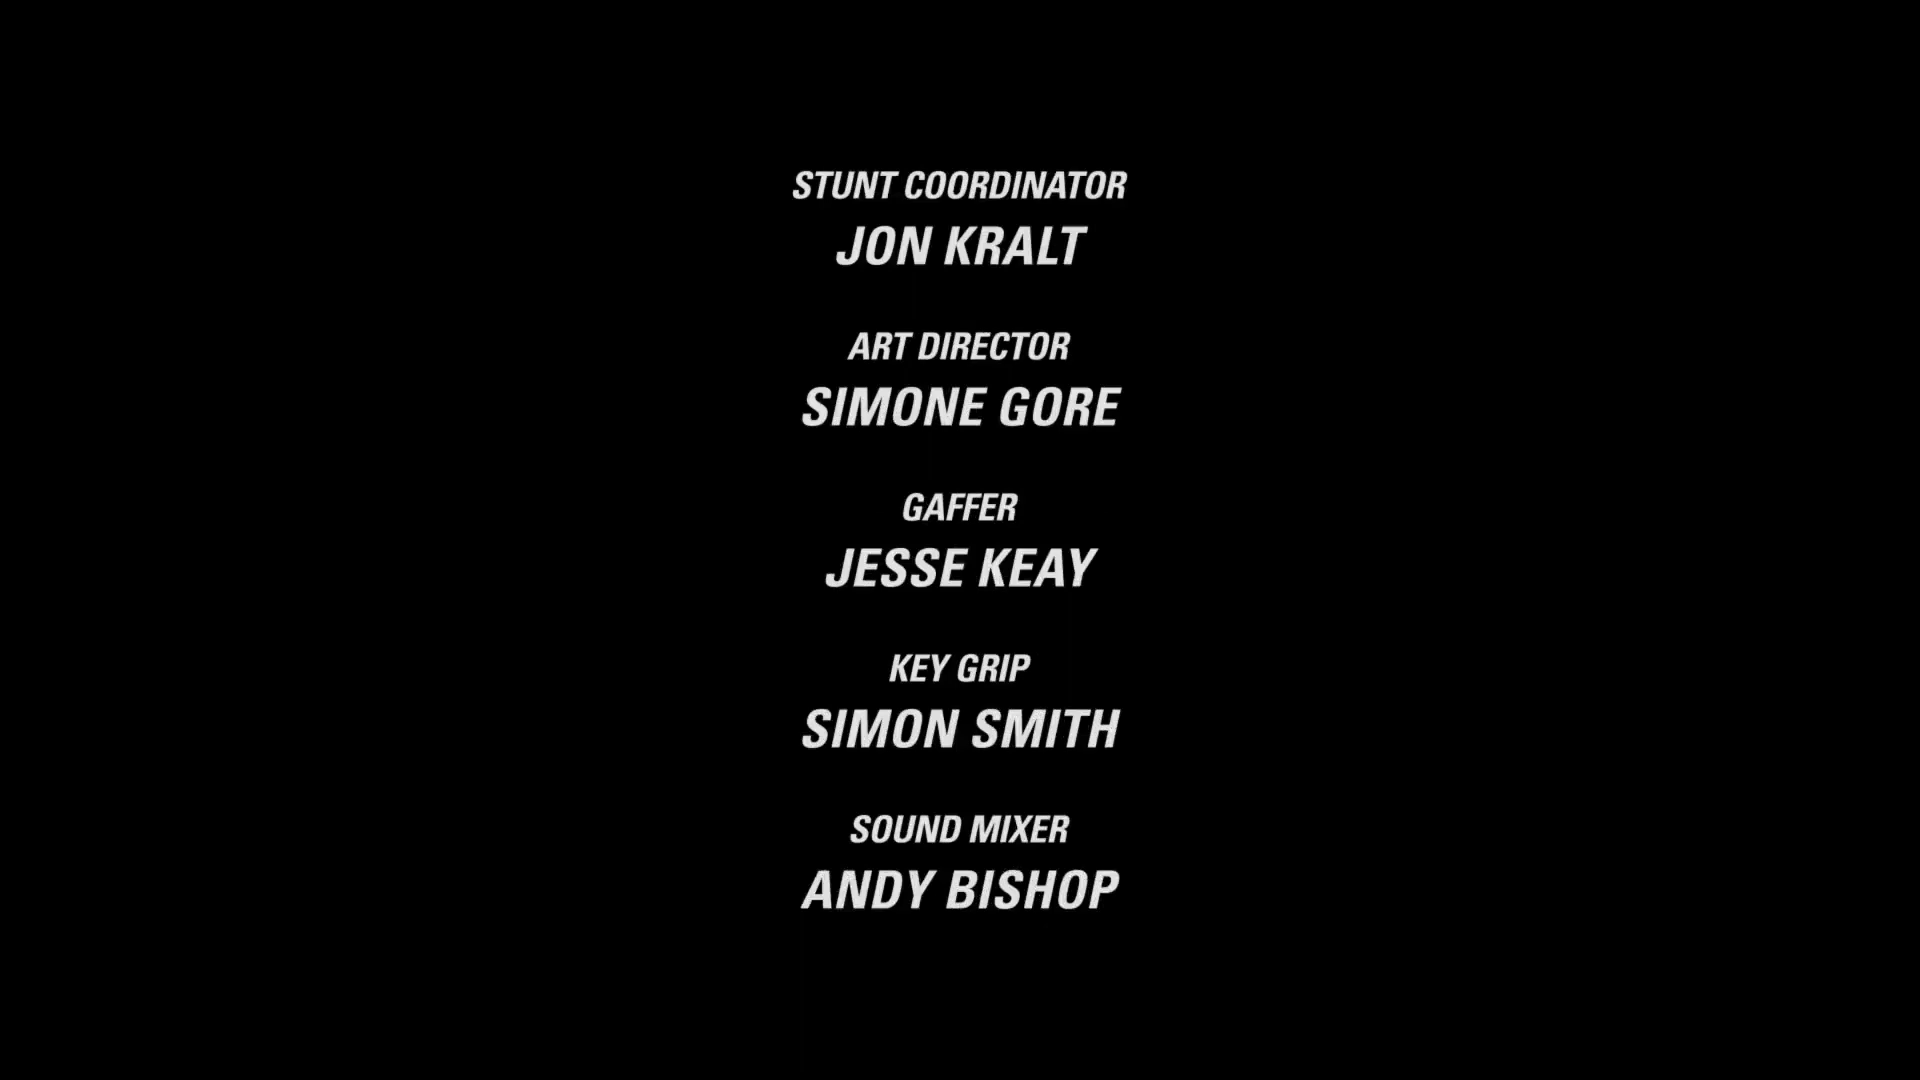 STUNT COORDINATOR
JON KRALT
ART DIRECTOR
SIMONE GORE
GAFFER
JESSE KEAY
KEY GRIP
SIMON SMITH
SOUND MIXER
ANDY BISHOP